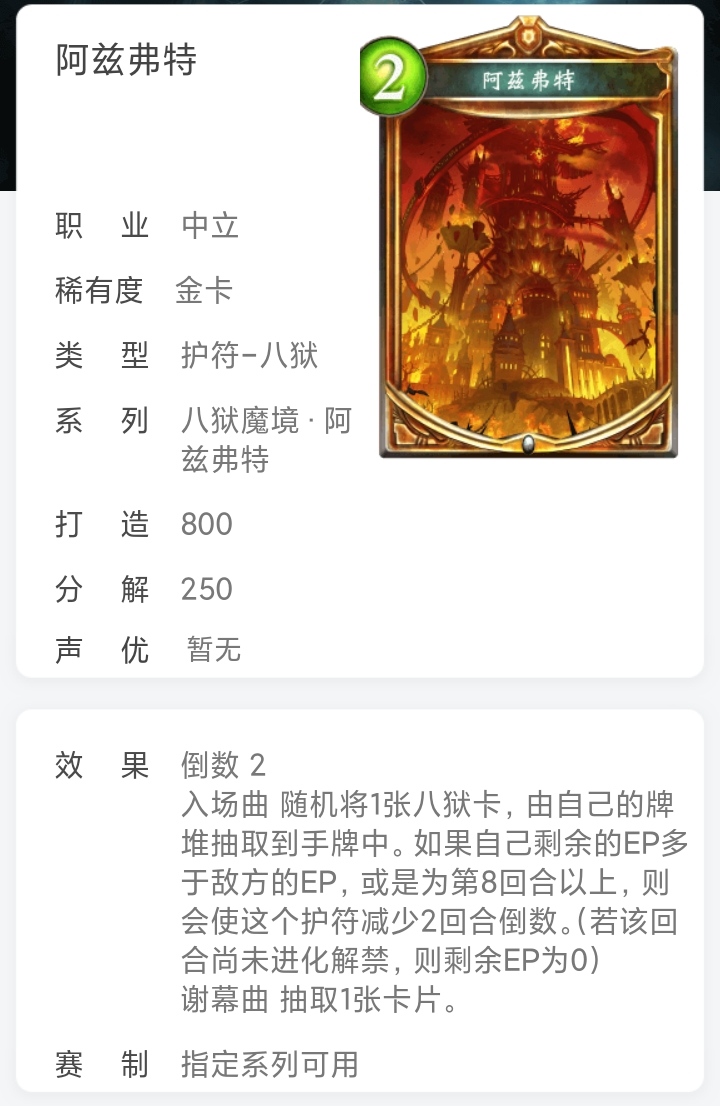 阿兹弗特
2
阿兹弗特
职 业 中立
稀有度 金卡
类 型 护符-八狱
系 列 八狱魔境·阿
兹弗特
打 造 800
分 解 250
声 优 暂无
效 果 倒数 2
入场曲 随机将1张八狱卡，由自己的牌
堆抽取到手牌中。如果自己剩余的EP多
于敌方的EP，或是为第8回合以上，则
会使这个护符减少2回合倒数。（若该回
合尚未进化解禁，则剩余EP为0）
谢幕曲 抽取1张卡片。
赛 制 指定系列可用